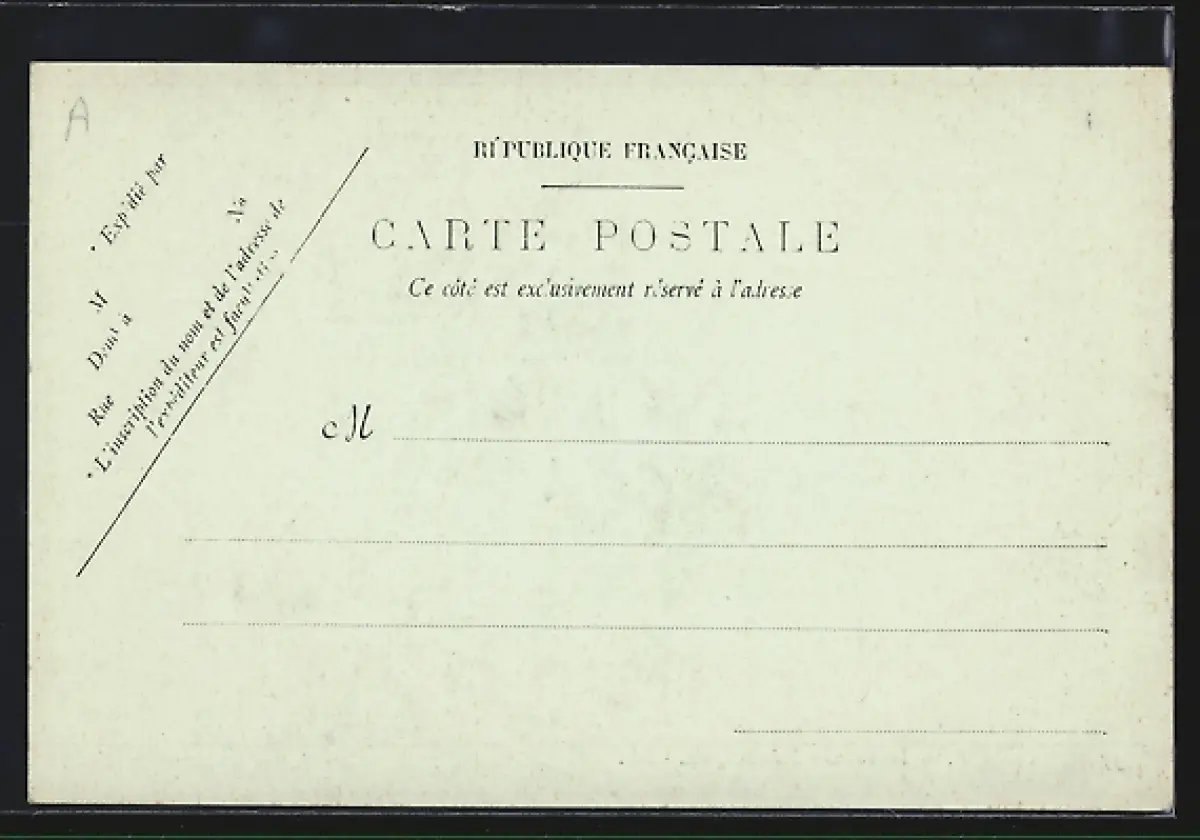 A
RÉPUBLIQUE FRANÇAISE
CARTE POSTALE
Ce côté est exclusivement réservé à l'adresse
* Expédié par
M
Demt à
Rue
No
* L'inscription du nom et de l'adresse de
l'expéditeur est facultative
M